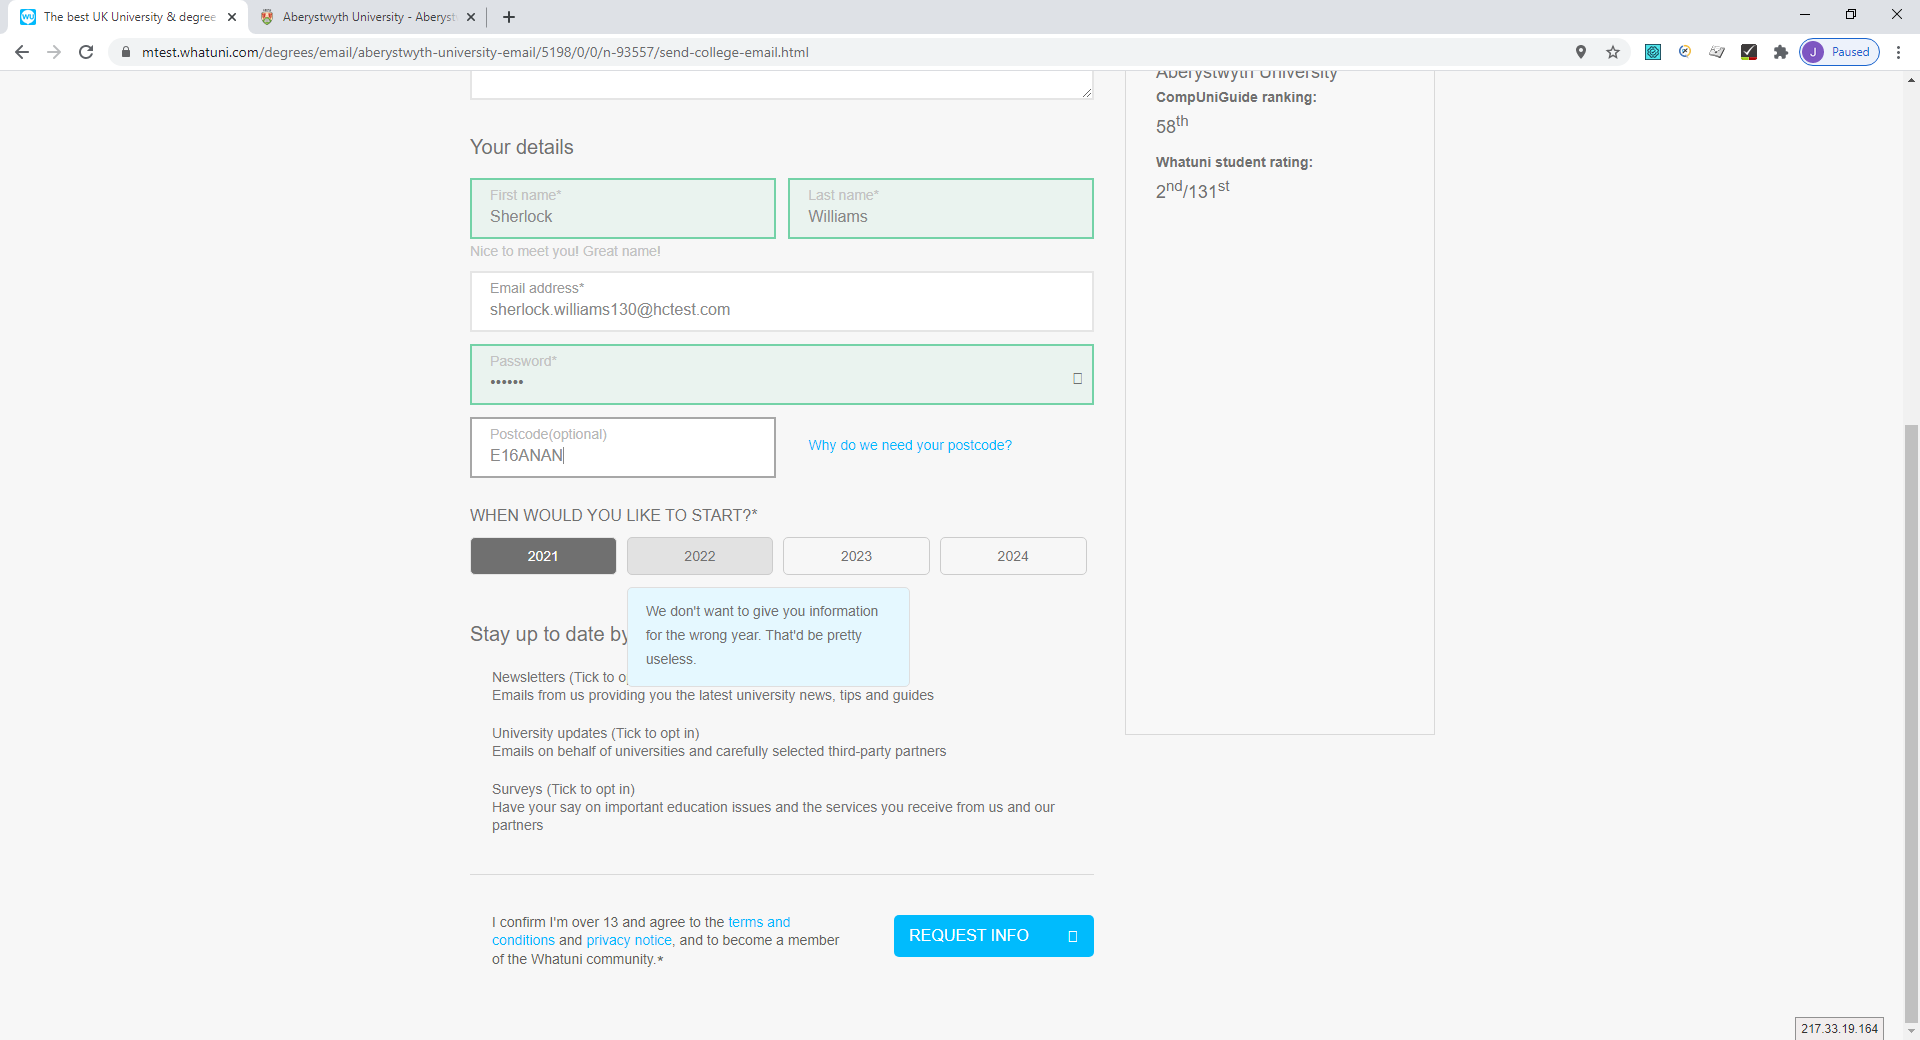 The best UK University & degree
Aberystwyth University - Aberyst
mtest.whatuni.com/degrees/email/aberystwyth-university-email/5198/0/0/n-93557/send-college-email.html
J Paused
Aberystwyth University
CompUniGuide ranking:
58th
Whatuni student rating:
2nd/131st
Your details
First name*
Sherlock
Last name*
Williams
Nice to meet you! Great name!
Email address*
sherlock.williams130@hctest.com
Password*
••••••
Postcode(optional)
E16ANAN
Why do we need your postcode?
WHEN WOULD YOU LIKE TO START?*
2021 2022 2023 2024
We don't want to give you information
for the wrong year. That'd be pretty
useless.
Stay up to date by
Newsletters (Tick to o
Emails from us providing you the latest university news, tips and guides
University updates (Tick to opt in)
Emails on behalf of universities and carefully selected third-party partners
Surveys (Tick to opt in)
Have your say on important education issues and the services you receive from us and our
partners
I confirm I'm over 13 and agree to the terms and
conditions and privacy notice, and to become a member
of the Whatuni community.*
REQUEST INFO
217.33.19.164